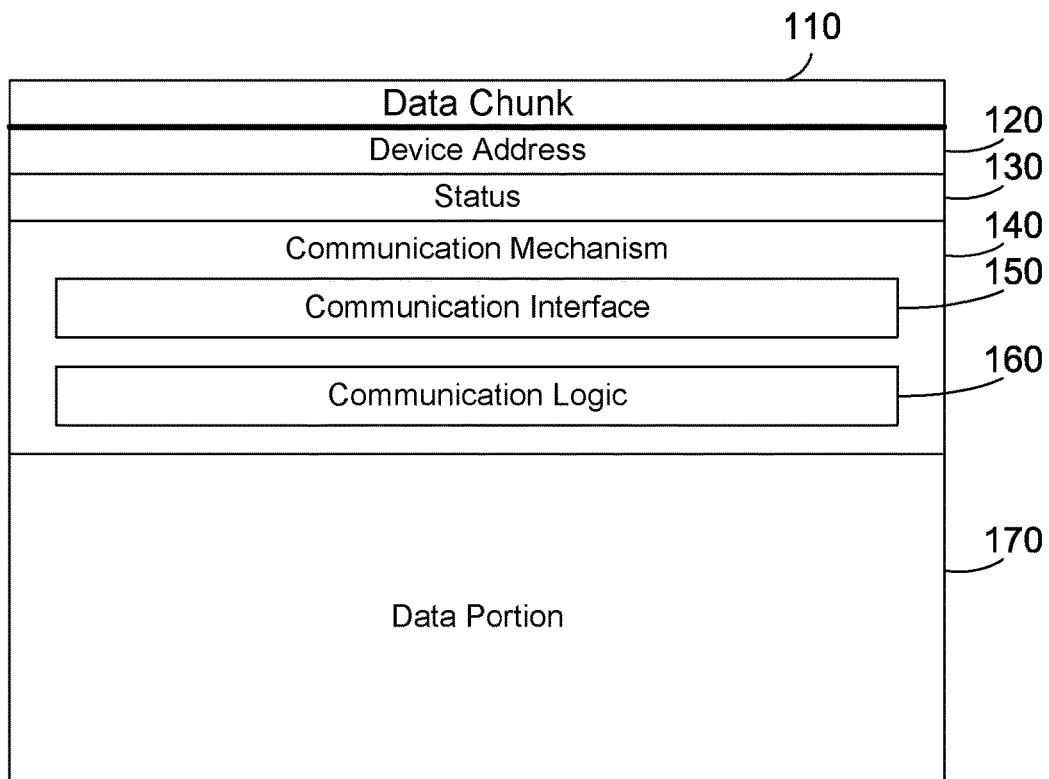 110
Data Chunk
120
Device Address
130
Status
140
Communication Mechanism
150
Communication Interface
160
Communication Logic
170
Data Portion